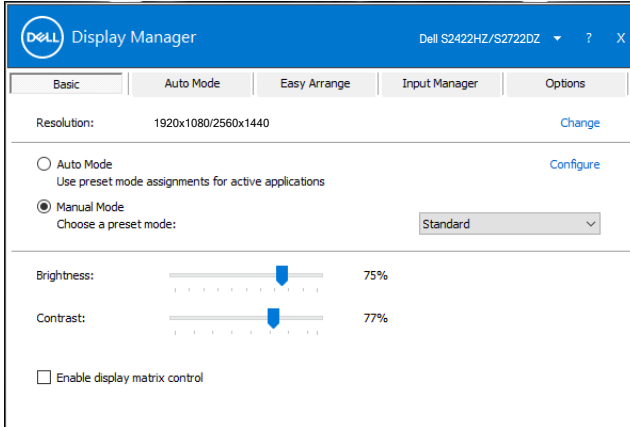 DELL Display Manager
Dell S2422HZ/S2722DZ ? X
Basic Auto Mode Easy Arrange Input Manager Options
Resolution: 1920x1080/2560x1440 Change
Auto Mode Configure
Use preset mode assignments for active applications
Manual Mode
Choose a preset mode: Standard
Brightness: 75%
Contrast: 77%
Enable display matrix control